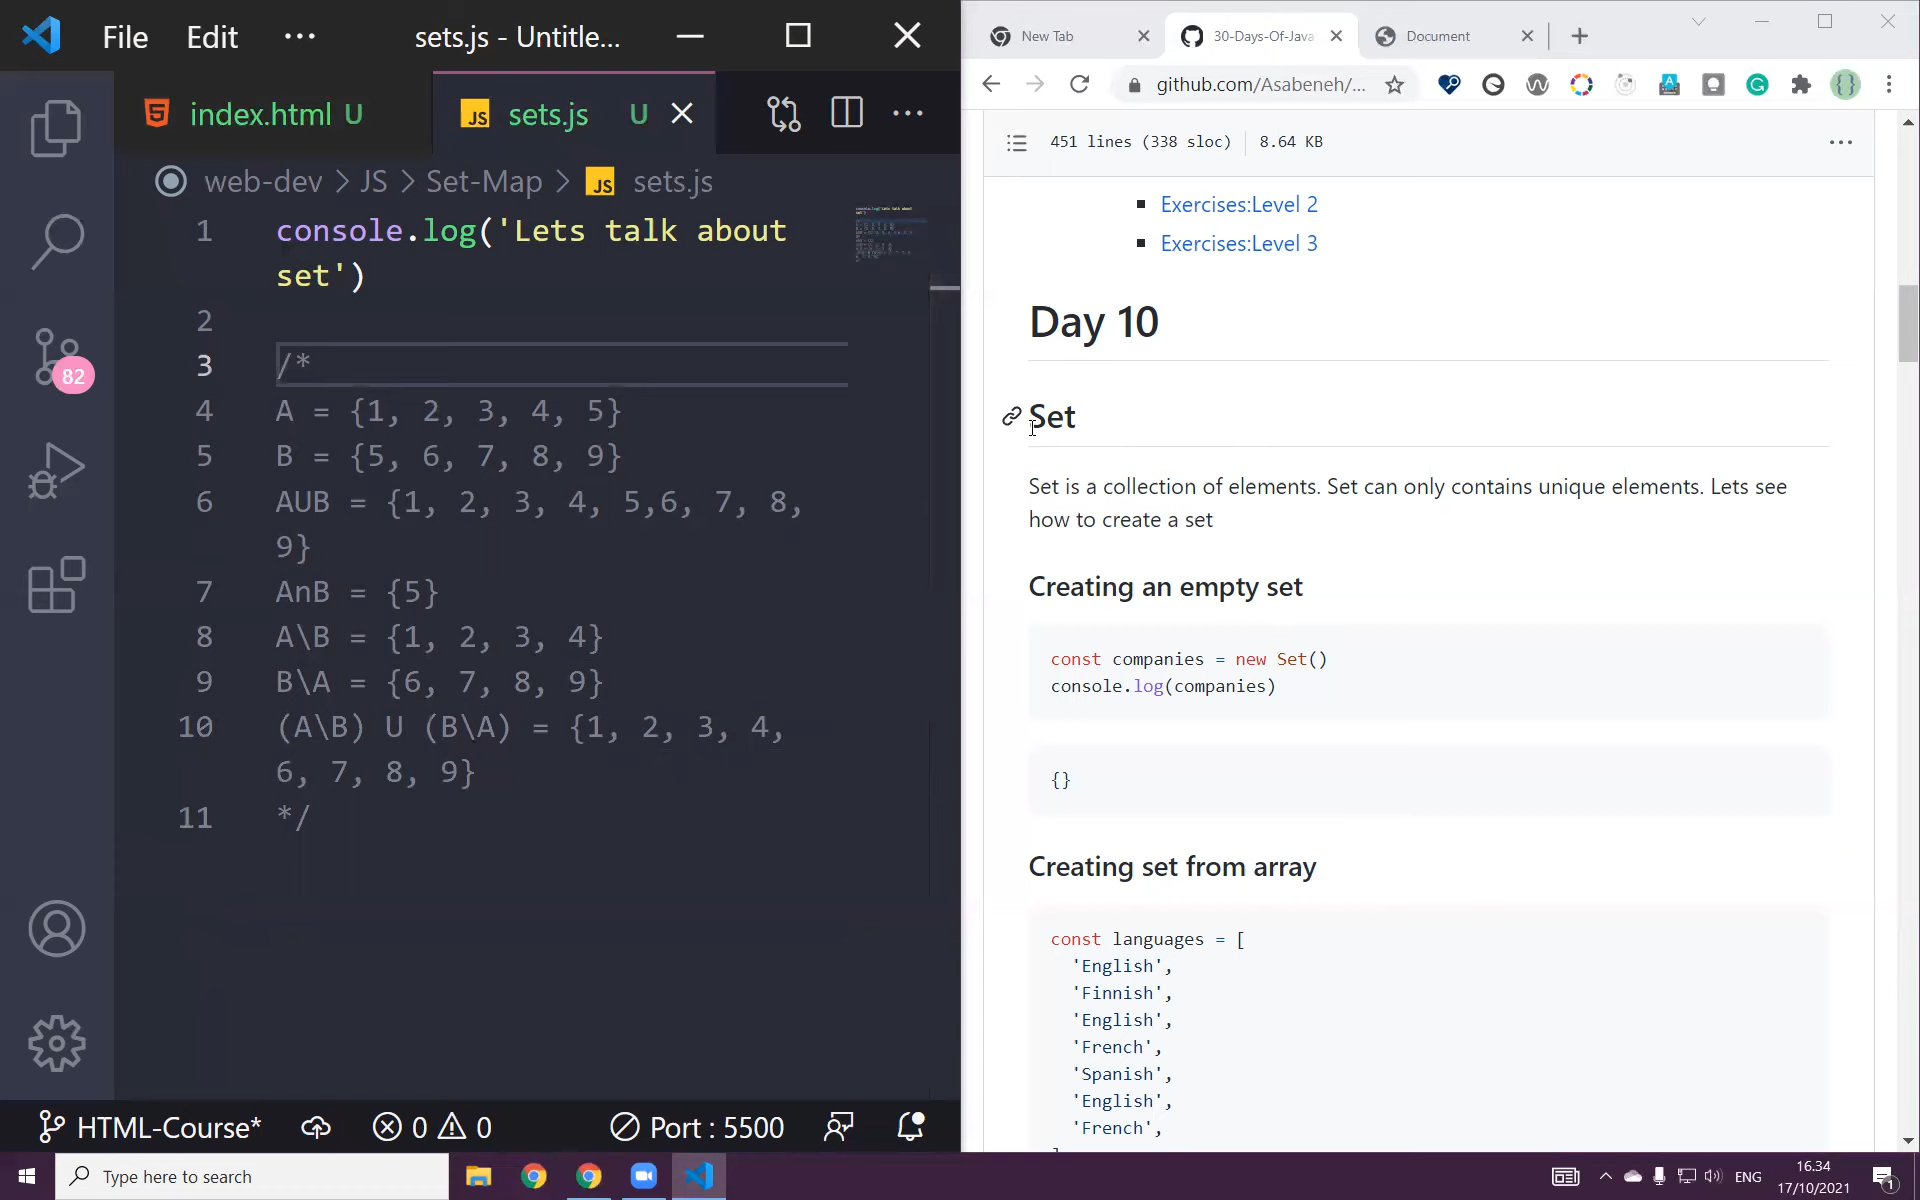 File Edit ··· sets.js - Untitle...
index.html U
JS sets.js U
web-dev > JS > Set-Map > JS sets.js
1 console.log('Lets talk about
set')
2
3 /*
4 A = {1, 2, 3, 4, 5}
5 B = {5, 6, 7, 8, 9}
6 AUB = {1, 2, 3, 4, 5,6, 7, 8,
9}
7 AnB = {5}
8 A\B = {1, 2, 3, 4}
9 B\A = {6, 7, 8, 9}
10 (A\B) U (B\A) = {1, 2, 3, 4,
6, 7, 8, 9}
11 */
82
HTML-Course* 0 0 Port : 5500
New Tab
30-Days-Of-Java
Document
github.com/Asabeneh/...
451 lines (338 sloc) 8.64 KB
Exercises:Level 2
Exercises:Level 3
Day 10
Set
Set is a collection of elements. Set can only contains unique elements. Lets see
how to create a set
Creating an empty set
const companies = new Set()
console.log(companies)
{}
Creating set from array
const languages = [
'English',
'Finnish',
'English',
'French',
'Spanish',
'English',
'French',
Type here to search
ENG
16.34
17/10/2021
1